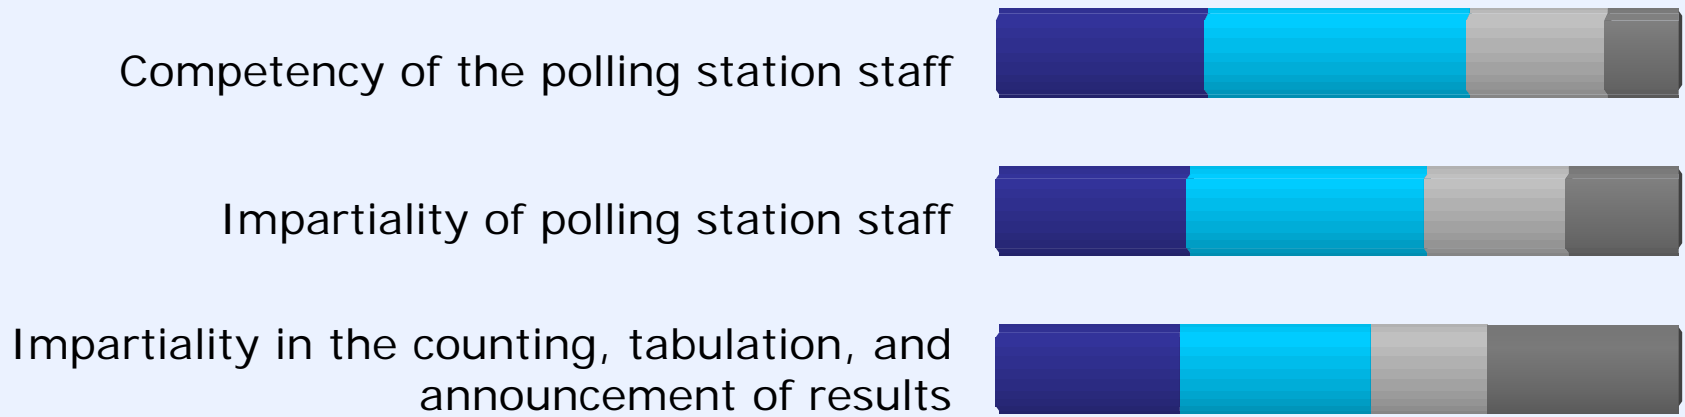 Competency of the polling station staff
Impartiality of polling station staff
Impartiality in the counting, tabulation, and
announcement of results